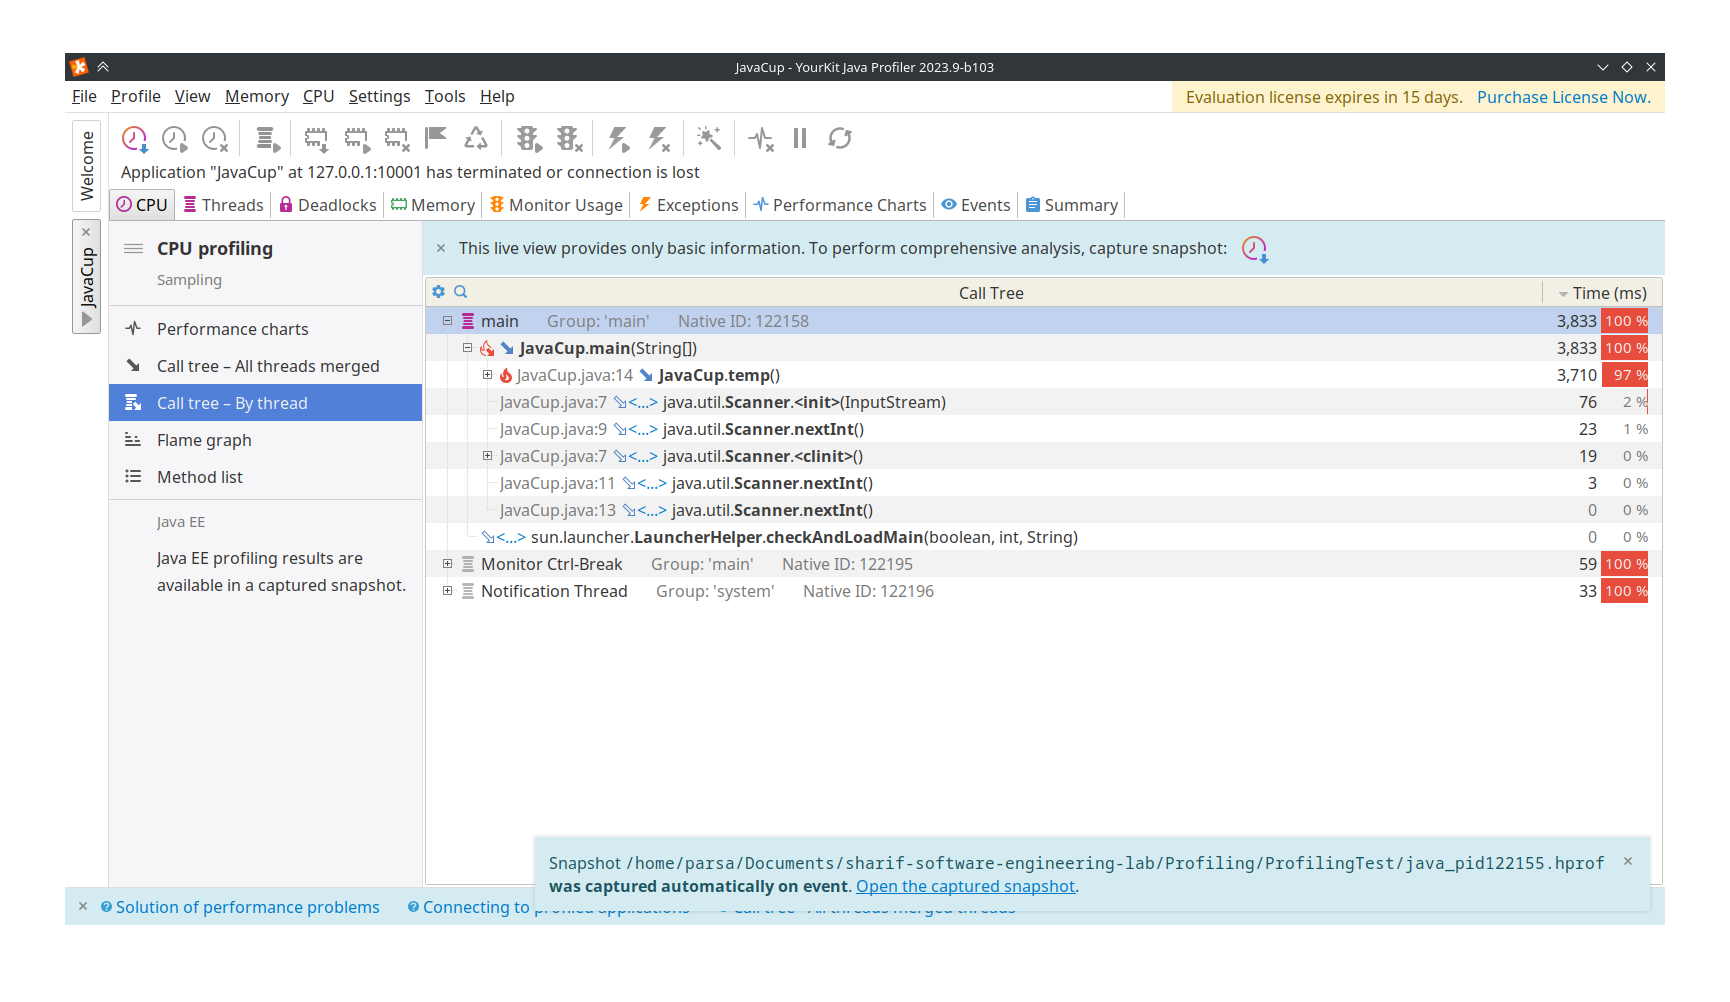 JavaCup - YourKit Java Profiler 2023.9-b103
File Profile View Memory CPU Settings Tools Help
Evaluation license expires in 15 days. Purchase License Now.
Welcome
JavaCup
Application "JavaCup" at 127.0.0.1:10001 has terminated or connection is lost
CPU Threads Deadlocks Memory Monitor Usage Exceptions Performance Charts Events Summary
CPU profiling
Sampling
Performance charts
Call tree – All threads merged
Call tree – By thread
Flame graph
Method list
Java EE
Java EE profiling results are
available in a captured snapshot.
This live view provides only basic information. To perform comprehensive analysis, capture snapshot:
Call Tree Time (ms)
main Group: 'main' Native ID: 122158 3,833 100 %
JavaCup.main(String[]) 3,833 100 %
JavaCup.java:14 JavaCup.temp() 3,710 97 %
JavaCup.java:7 <...> java.util.Scanner.<init>(InputStream) 76 2 %
JavaCup.java:9 <...> java.util.Scanner.nextInt() 23 1 %
JavaCup.java:7 <...> java.util.Scanner.<clinit>() 19 0 %
JavaCup.java:11 <...> java.util.Scanner.nextInt() 3 0 %
JavaCup.java:13 <...> java.util.Scanner.nextInt() 0 0 %
<...> sun.launcher.LauncherHelper.checkAndLoadMain(boolean, int, String) 0 0 %
Monitor Ctrl-Break Group: 'main' Native ID: 122195 59 100 %
Notification Thread Group: 'system' Native ID: 122196 33 100 %
Snapshot /home/parsa/Documents/sharif-software-engineering-lab/Profiling/ProfilingTest/java_pid122155.hprof
was captured automatically on event. Open the captured snapshot.
Solution of performance problems Connecting to